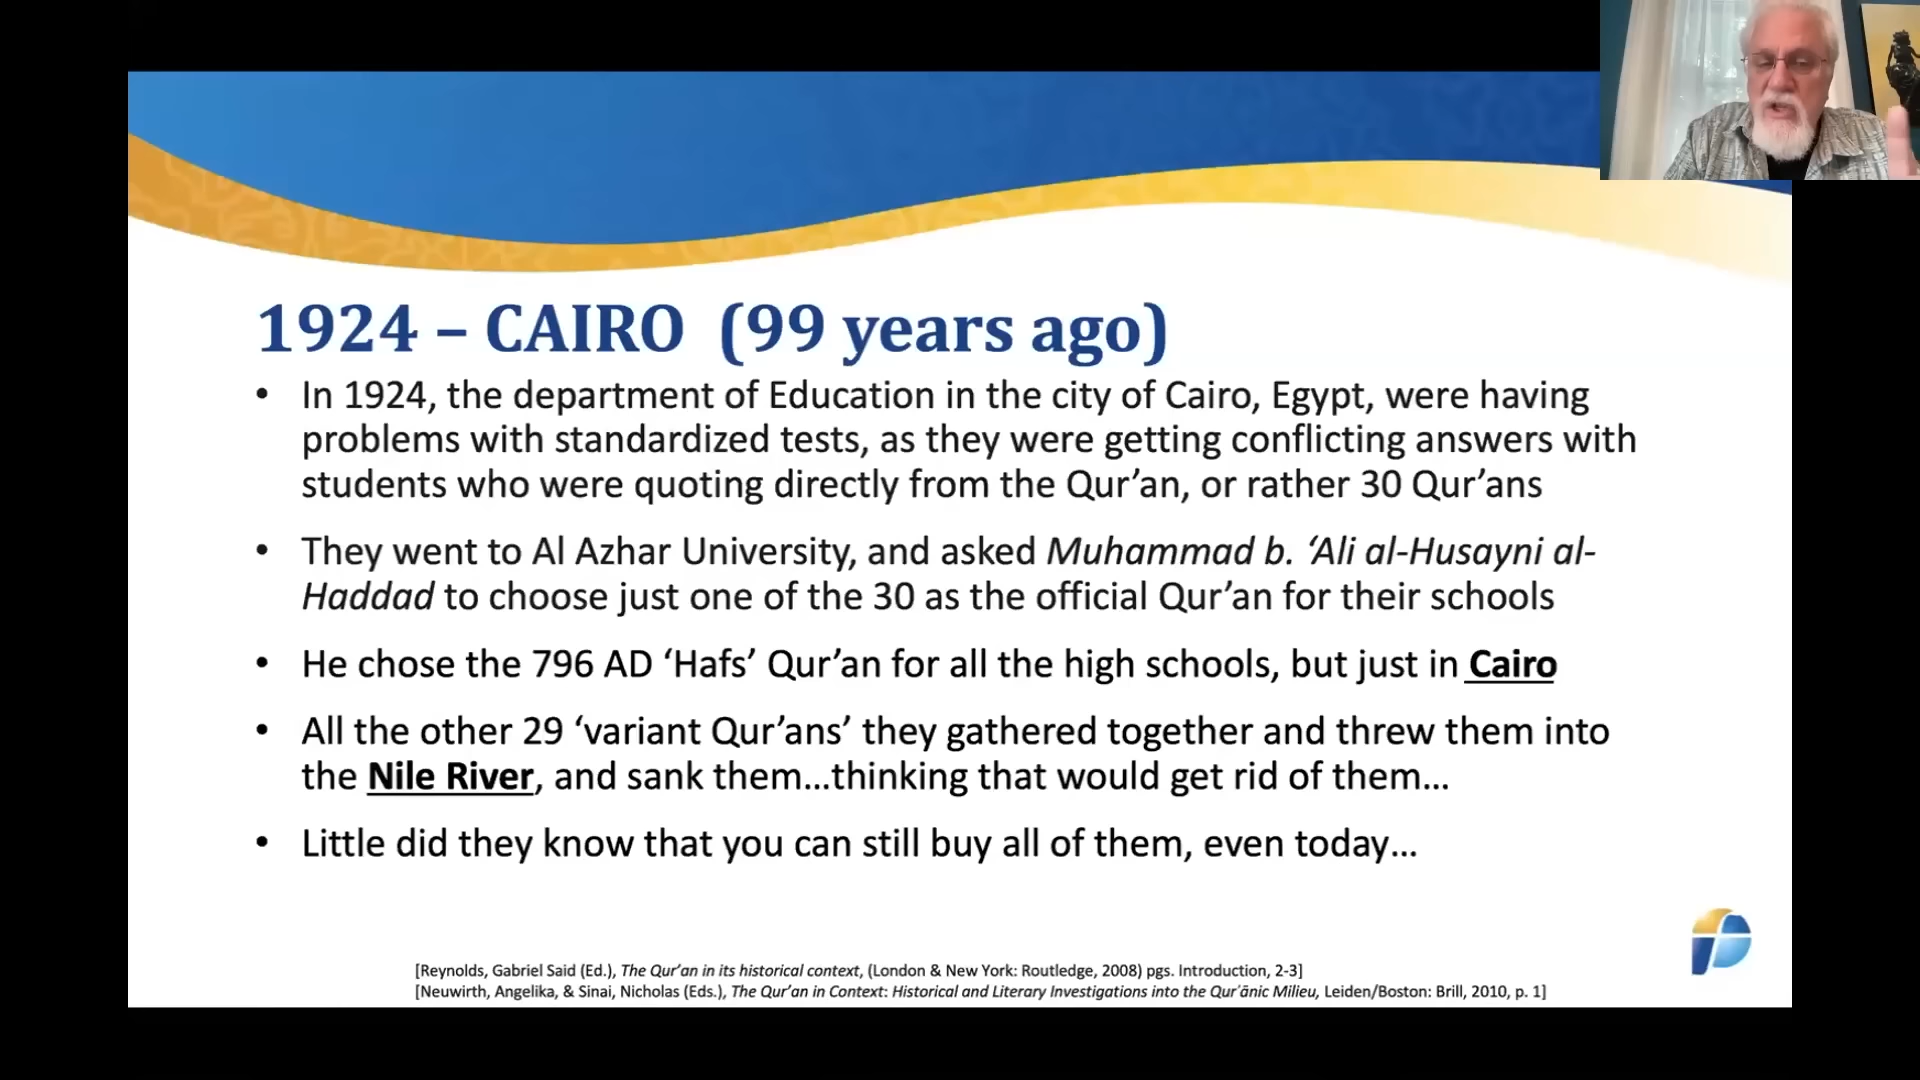 1924 – CAIRO (99 years ago)
• In 1924, the department of Education in the city of Cairo, Egypt, were having
problems with standardized tests, as they were getting conflicting answers with
students who were quoting directly from the Qur’an, or rather 30 Qur’ans
• They went to Al Azhar University, and asked Muhammad b. ‘Ali al-Husayni al-
Haddad to choose just one of the 30 as the official Qur’an for their schools
• He chose the 796 AD ‘Hafs’ Qur’an for all the high schools, but just in Cairo
• All the other 29 ‘variant Qur’ans’ they gathered together and threw them into
the Nile River, and sank them…thinking that would get rid of them…
• Little did they know that you can still buy all of them, even today…
[Reynolds, Gabriel Said (Ed.), The Qur’an in its historical context, (London & New York: Routledge, 2008) pgs. Introduction, 2-3]
[Neuwirth, Angelika, & Sinai, Nicholas (Eds.), The Qur’an in Context: Historical and Literary Investigations into the Qurʾānic Milieu, Leiden/Boston: Brill, 2010, p. 1]